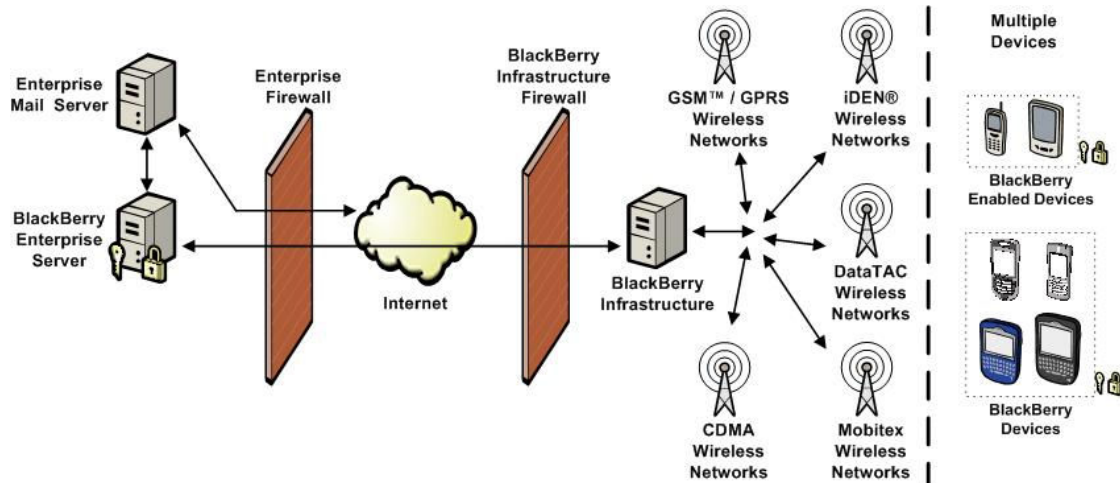 Enterprise
Mail Server
BlackBerry
Enterprise
Server
Enterprise
Firewall
Internet
BlackBerry
Infrastructure
Firewall
BlackBerry
Infrastructure
GSM™ / GPRS
Wireless
Networks
iDEN®
Wireless
Networks
DataTAC
Wireless
Networks
CDMA
Wireless
Networks
Mobitex
Wireless
Networks
Multiple
Devices
BlackBerry
Enabled Devices
BlackBerry
Devices